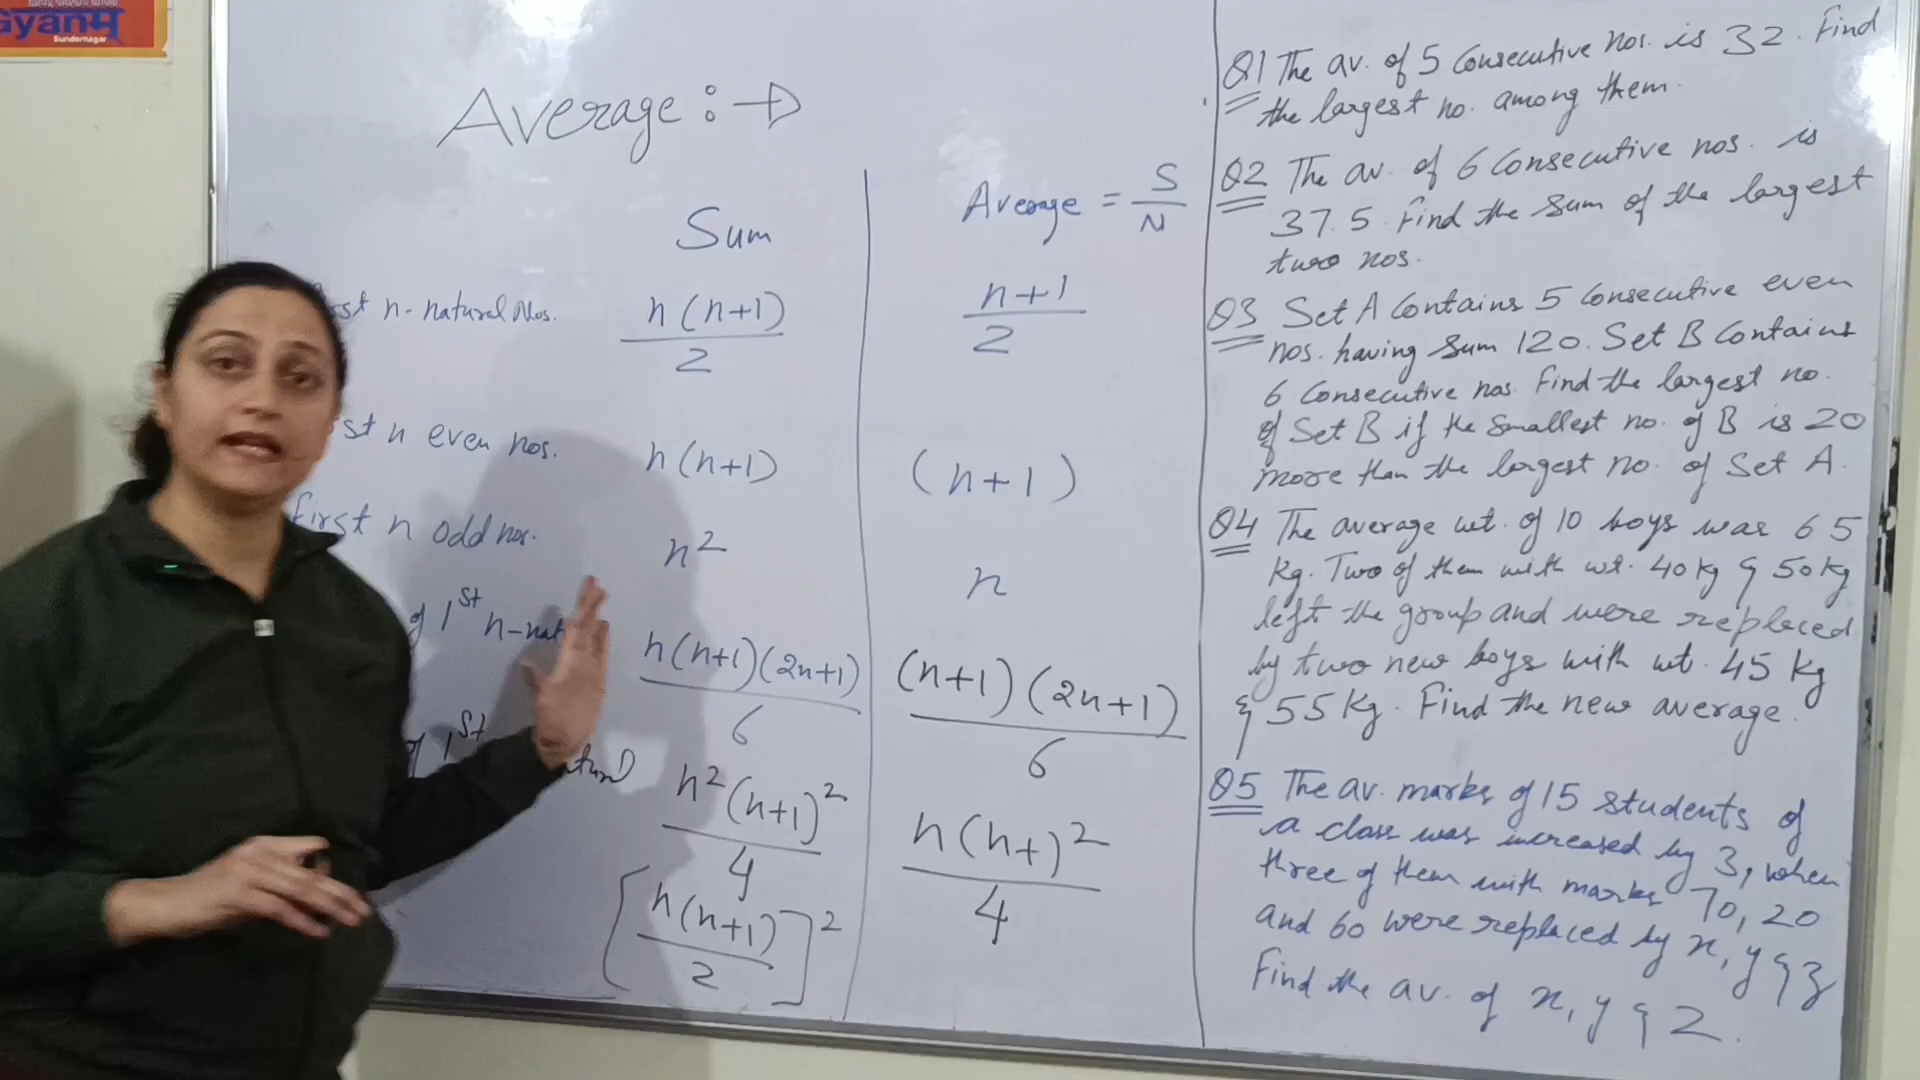 Gyanम
Sundernagar
Average :→
Sum
Average = S/N
rst n-natural Nos.
n(n+1)/2
n+1/2
st n even nos.
n(n+1)
(n+1)
First n odd nos.
n²
n
of 1st n-nat
n(n+1)(2n+1)/6
(n+1)(2n+1)/6
of 1st
tural
n²(n+1)²/4
n(n+)²/4
[n(n+1)/2]²
Q1 The av. of 5 Consecutive nos. is 32. Find
the largest no. among them.
Q2 The av. of 6 Consecutive nos. is
37.5. Find the sum of the largest
two nos.
Q3 Set A Contains 5 Consecutive even
nos. having sum 120. Set B Contains
6 Consecutive nos. Find the largest no.
of Set B if the smallest no. of B is 20
more than the largest no. of Set A.
Q4 The average wt. of 10 boys was 65
kg. Two of them with wt. 40kg & 50kg
left the group and were replaced
by two new boys with wt. 45 kg
& 55 kg. Find the new average.
Q5 The av. marks of 15 students of
a class was increased by 3, when
three of them with marks 70, 20
and 60 were replaced by x, y & z
Find the av. of x, y & z.